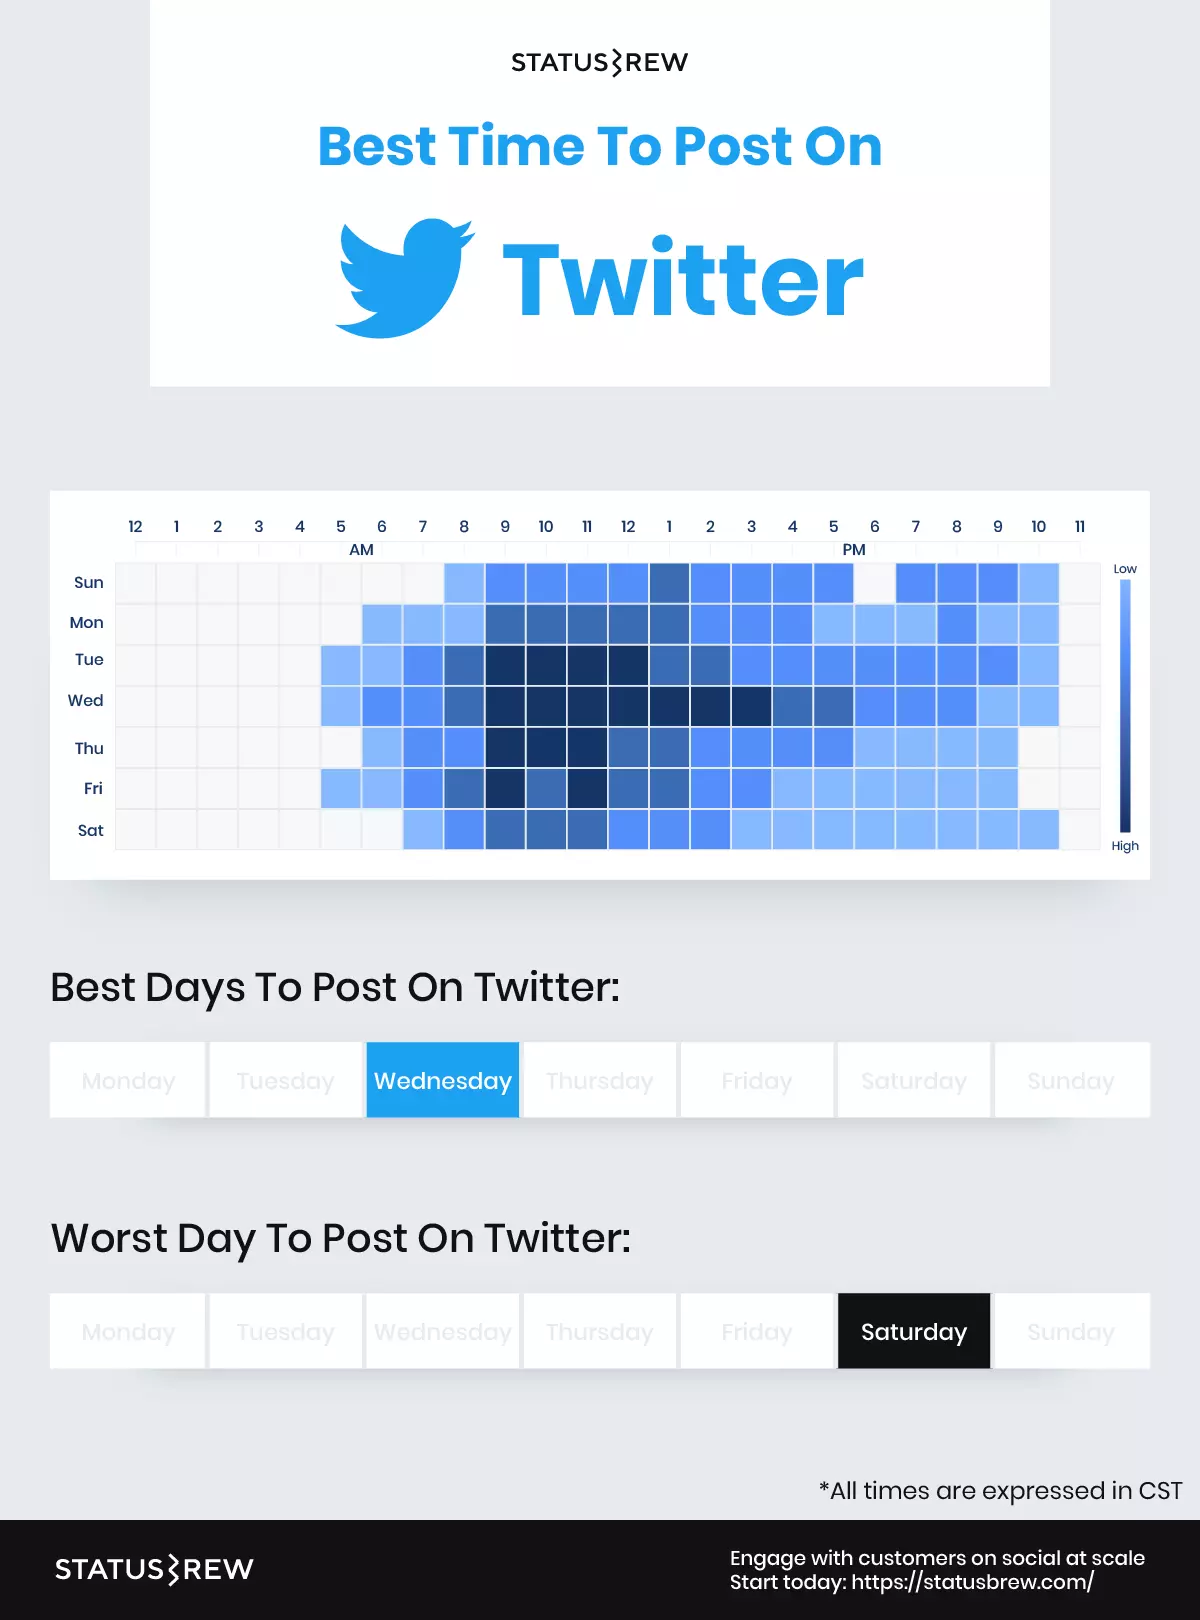 STATUSBREW
Best Time To Post On
Twitter
12 1 2 3 4 5 6 7 8 9 10 11 12 1 2 3 4 5 6 7 8 9 10 11
AM PM
Low
Sun
Mon
Tue
Wed
Thu
Fri
Sat
High
Best Days To Post On Twitter:
Monday Tuesday Wednesday Thursday Friday Saturday Sunday
Worst Day To Post On Twitter:
Monday Tuesday Wednesday Thursday Friday Saturday Sunday
*All times are expressed in CST
STATUSBREW
Engage with customers on social at scale
Start today: https://statusbrew.com/